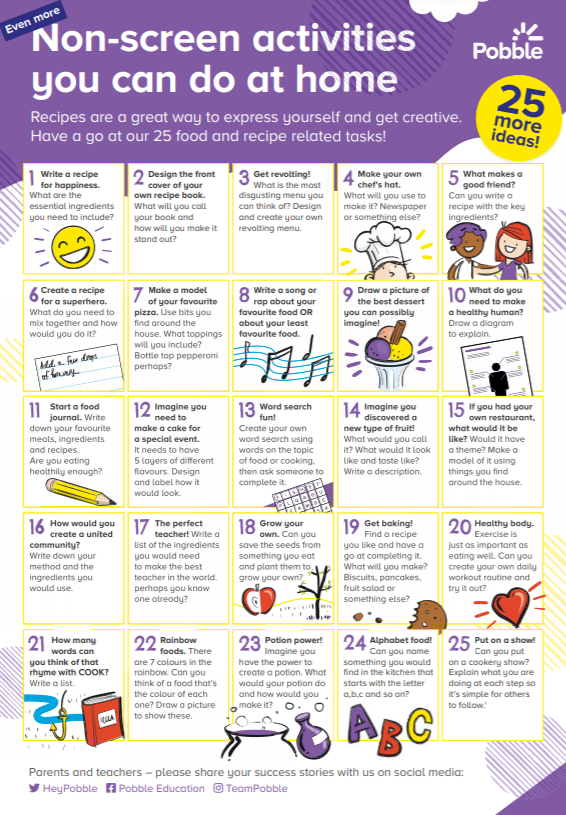 Even more
Non-screen activities
you can do at home
Pobble
Recipes are a great way to express yourself and get creative.
Have a go at our 25 food and recipe related tasks!
25
more
ideas!
1 Write a recipe
for happiness.
What are the
essential ingredients
you need to include?
2 Design the front
cover of your
own recipe book.
What will you call
your book and
how will you make it
stand out?
3 Get revolting!
What is the most
disgusting menu you
can think of? Design
and create your own
revolting menu.
4 Make your own
chef's hat.
What will you use to
make it? Newspaper
or something else?
5 What makes a
good friend?
Can you write a
recipe with the key
ingredients?
6 Create a recipe
for a superhero.
What do you need to
mix together and how
would you do it?
Add a few drops
of bravery
7 Make a model
of your favourite
pizza. Use bits you
find around the
house. What toppings
will you include?
Bottle top pepperoni
perhaps?
8 Write a song or
rap about your
favourite food OR
about your least
favourite food.
9 Draw a picture of
the best dessert
you can possibly
imagine!
10 What do you
need to make
a healthy human?
Draw a diagram
to explain.
11 Start a food
journal. Write
down your favourite
meals, ingredients
and recipes.
Are you eating
healthily enough?
12 Imagine you
need to
make a cake for
a special event.
It needs to have
5 layers of different
flavours. Design
and label how it
would look.
13 Word search
fun!
Create your own
word search using
words on the topic
of food or cooking,
then ask someone to
complete it.
14 Imagine you
discovered a
new type of fruit!
What would you call
it? What would it look
like and taste like?
Write a description.
15 If you had your
own restaurant,
what would it be
like? Would it have
a theme? Make a
model of it using
things you find
around the house.
16 How would you
create a united
community?
Write down your
method and the
ingredients you
would use.
17 The perfect
teacher! Write a
list of the ingredients
you would need
to make the best
teacher in the world.
perhaps you know
one already?
18 Grow your
own. Can you
save the seeds from
something you eat
and plant them to
grow your own?
19 Get baking!
Find a recipe
you like and have a
go at completing it.
What will you make?
Biscuits, pancakes,
fruit salad or
something else?
20 Healthy body.
Exercise is
just as important as
eating well. Can you
create your own daily
workout routine and
try it out?
21 How many
words can
you think of that
rhyme with COOK?
Write a list.
22 Rainbow
foods. There
are 7 colours in the
rainbow. Can you
think of a food that's
the colour of each
one? Draw a picture
to show these.
23 Potion power!
Imagine you
have the power to
create a potion. What
would your potion do
and how would you
make it?
24 Alphabet food!
Can you name
something you would
find in the kitchen that
starts with the letter
a,b,c and so on?
A B C
25 Put on a show!
Can you put
on a cookery show?
Explain what you are
doing at each step so
it's simple for others
to follow.'
Parents and teachers – please share your success stories with us on social media:
HeyPobble Pobble Education TeamPobble